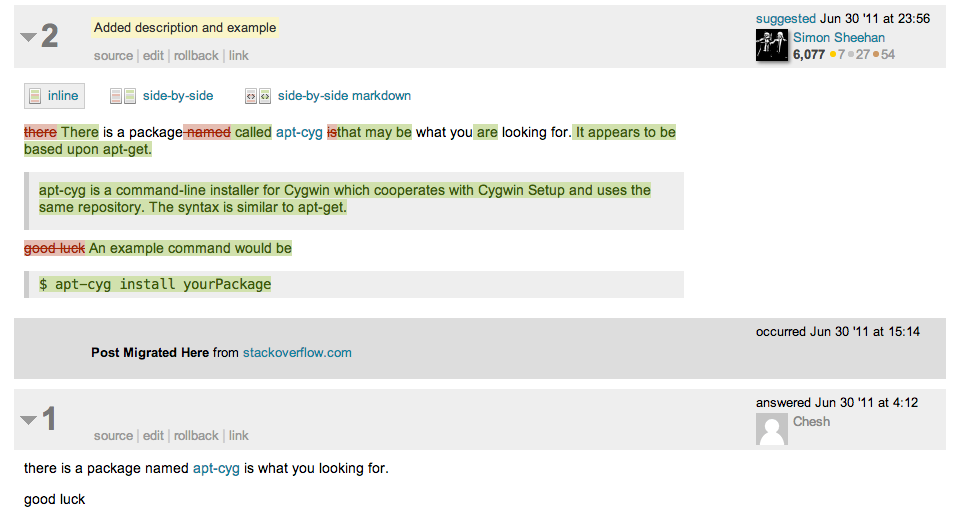 2 Added description and example suggested Jun 30 '11 at 23:56
Simon Sheehan
source | edit | rollback | link 6,077 7 27 54
inline side-by-side side-by-side markdown
there There is a package named called apt-cyg isthat may be what you are looking for. It appears to be
based upon apt-get.
apt-cyg is a command-line installer for Cygwin which cooperates with Cygwin Setup and uses the
same repository. The syntax is similar to apt-get.
good luck An example command would be
$ apt-cyg install yourPackage
occurred Jun 30 '11 at 15:14
Post Migrated Here from stackoverflow.com
1 answered Jun 30 '11 at 4:12
Chesh
source | edit | rollback | link
there is a package named apt-cyg is what you looking for.
good luck